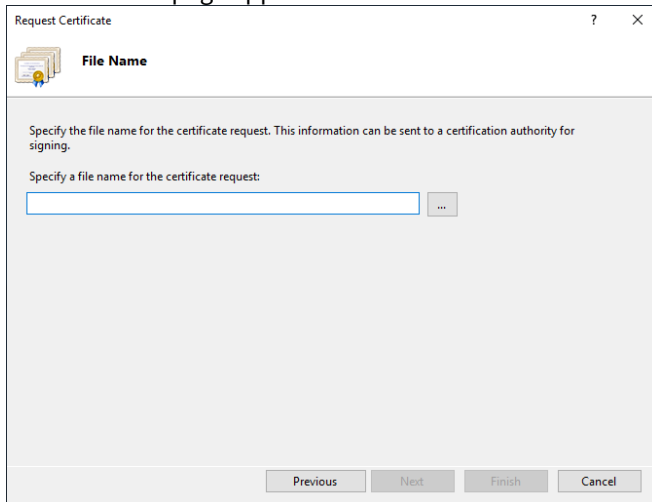 Request Certificate ? ×
File Name
Specify the file name for the certificate request. This information can be sent to a certification authority for
signing.
Specify a file name for the certificate request:
...
Previous Next Finish Cancel